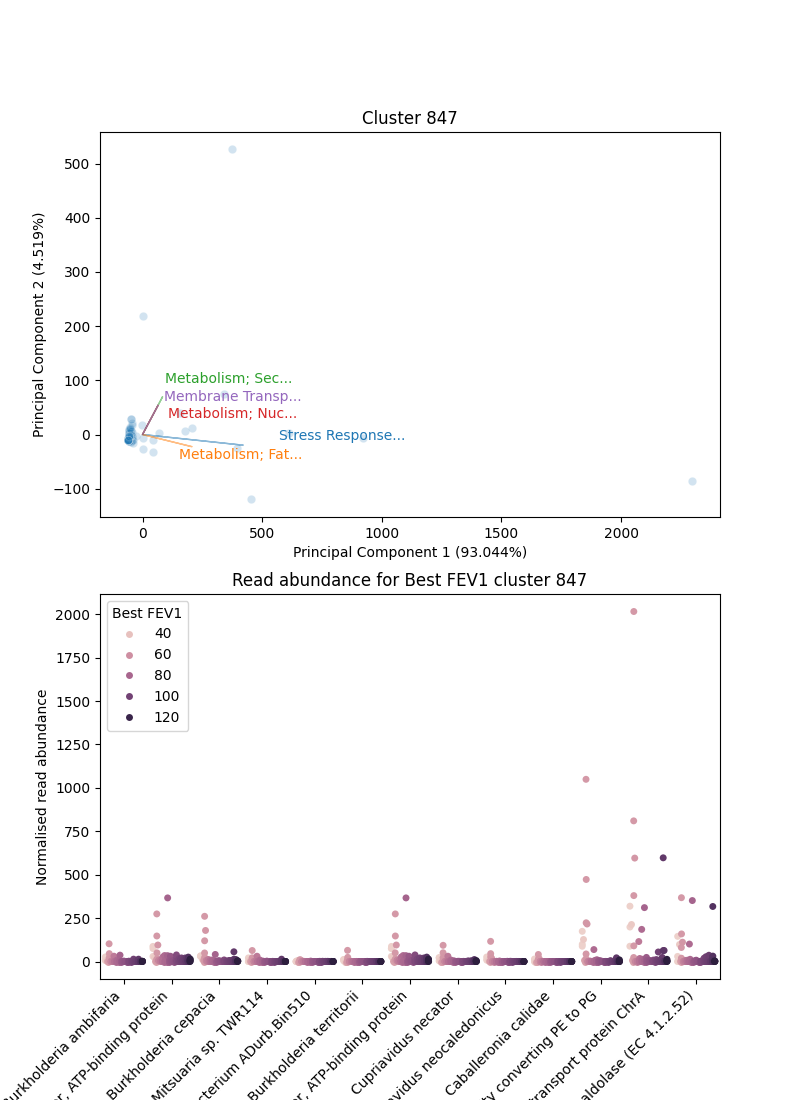 Cluster 847
Principal Component 2 (4.519%)
500
400
300
200
100
0
−100
Metabolism; Sec...
Membrane Transp...
Metabolism; Nuc...
Stress Response...
Metabolism; Fat...
0
500
1000
1500
2000
Principal Component 1 (93.044%)
Read abundance for Best FEV1 cluster 847
Normalised read abundance
2000
1750
1500
1250
1000
750
500
250
0
Best FEV1
40
60
80
100
120
Burkholderia ambifaria
ATP-binding protein
Burkholderia cepacia
Mitsuaria sp. TWR114
ADurb.Bin510
Burkholderia territorii
ATP-binding protein
Cupriavidus necator
neocaledonicus
Caballeronia calidae
converting PE to PG
transport protein ChrA
aldolase (EC 4.1.2.52)